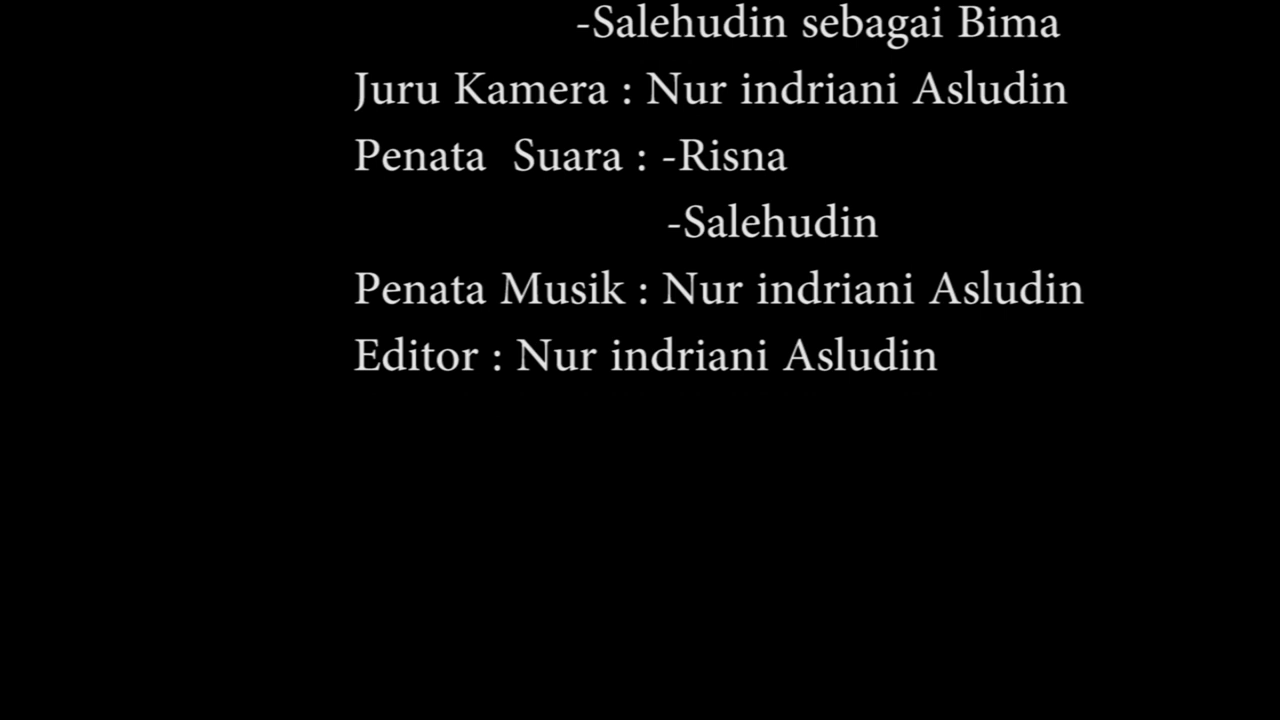 -Salehudin sebagai Bima
Juru Kamera : Nur indriani Asludin
Penata  Suara : -Risna
-Salehudin
Penata Musik : Nur indriani Asludin
Editor : Nur indriani Asludin